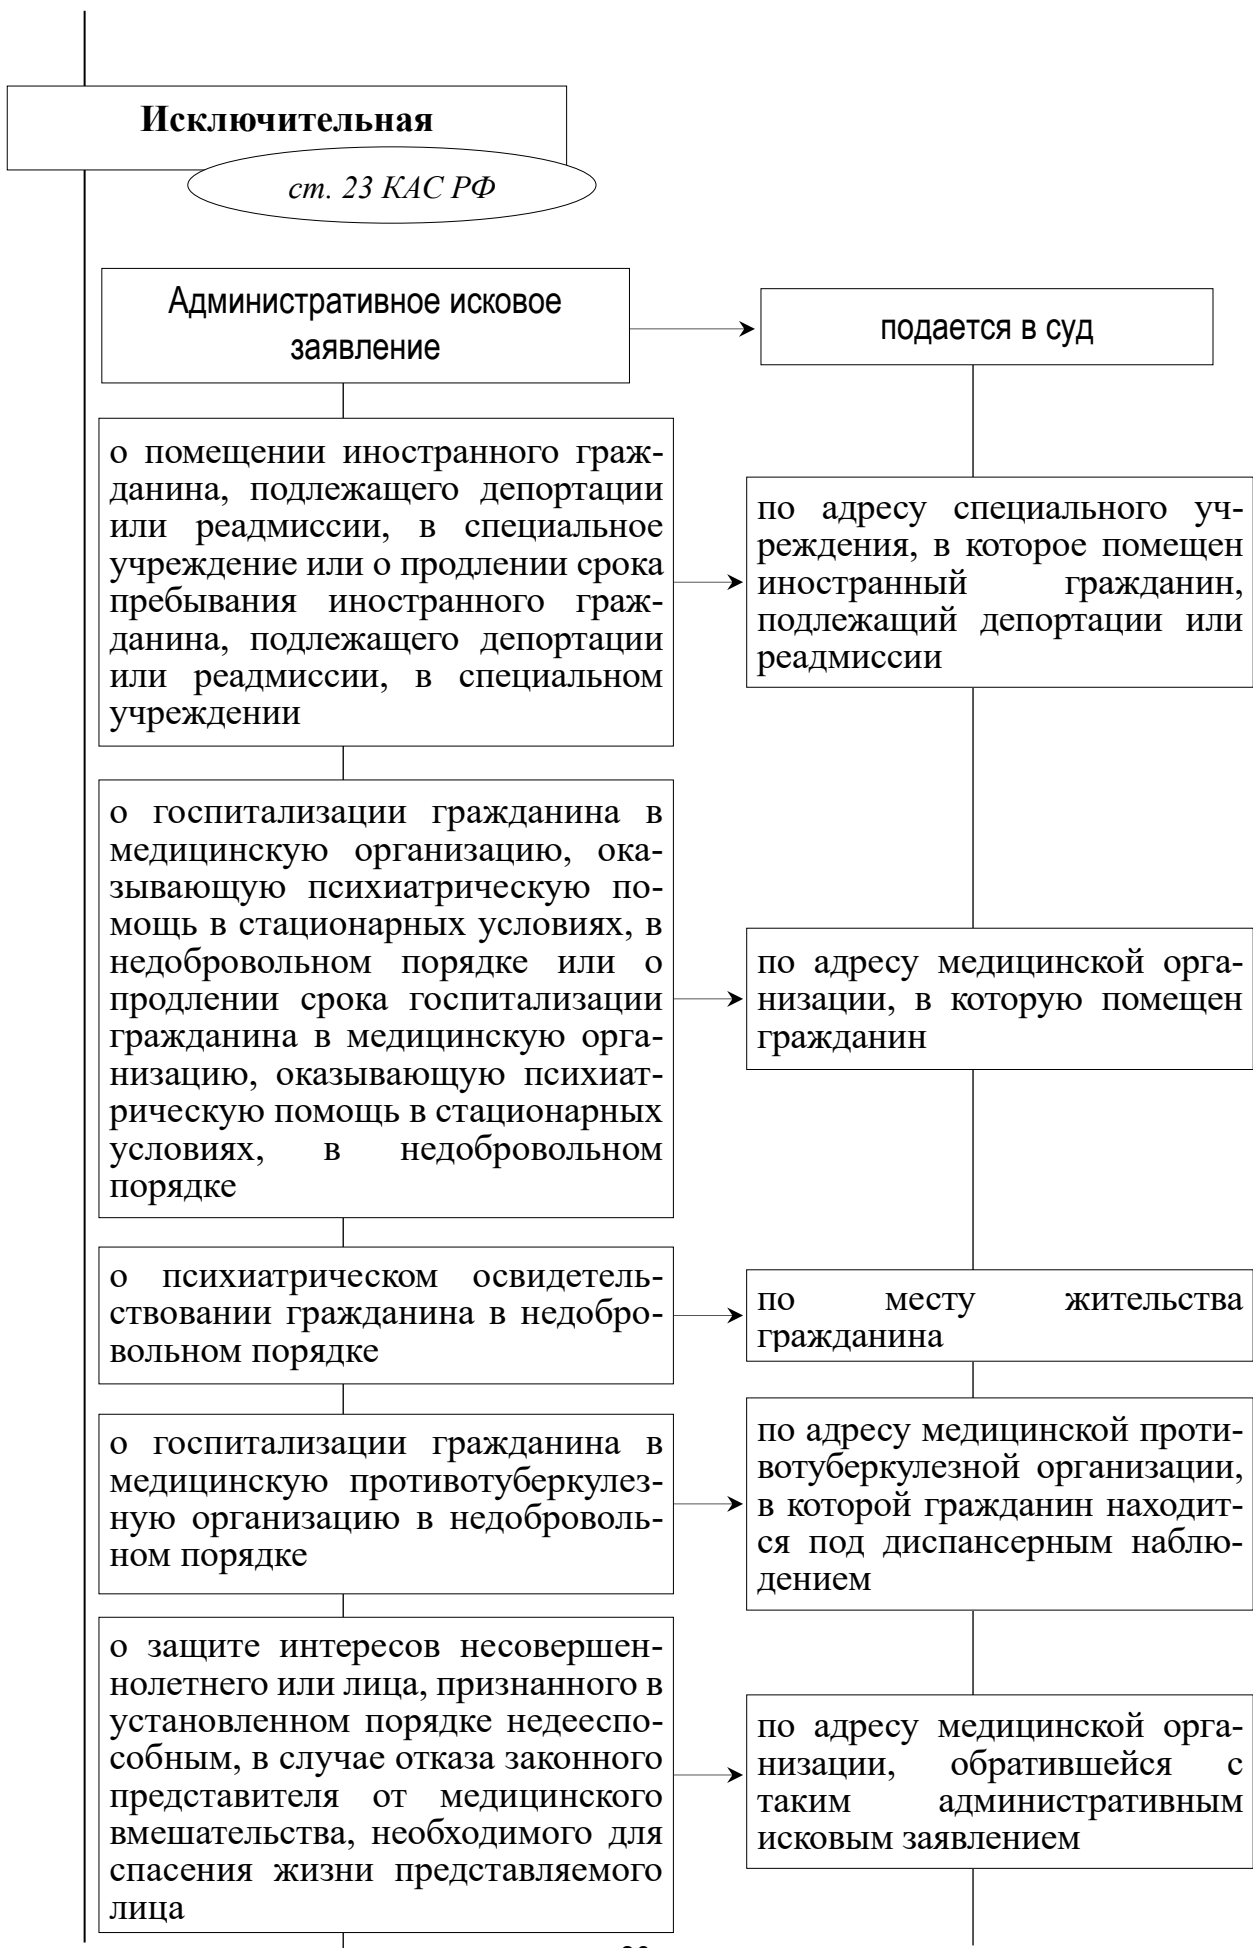 Исключительная
ст. 23 КАС РФ
Административное исковое
заявление
подается в суд
о помещении иностранного граж-
данина, подлежащего депортации
или реадмиссии, в специальное
учреждение или о продлении срока
пребывания иностранного граж-
данина, подлежащего депортации
или реадмиссии, в специальном
учреждении
по адресу специального уч-
реждения, в которое помещен
иностранный гражданин,
подлежащий депортации или
реадмиссии
о госпитализации гражданина в
медицинскую организацию, ока-
зывающую психиатрическую по-
мощь в стационарных условиях, в
недобровольном порядке или о
продлении срока госпитализации
гражданина в медицинскую орга-
низацию, оказывающую психиат-
рическую помощь в стационарных
условиях, в недобровольном
порядке
по адресу медицинской орга-
низации, в которую помещен
гражданин
о психиатрическом освидетель-
ствовании гражданина в недобро-
вольном порядке
по месту жительства
гражданина
о госпитализации гражданина в
медицинскую противотуберкулез-
ную организацию в недоброволь-
ном порядке
по адресу медицинской проти-
вотуберкулезной организации,
в которой гражданин находит-
ся под диспансерным наблю-
дением
о защите интересов несовершен-
нолетнего или лица, признанного в
установленном порядке недееспо-
собным, в случае отказа законного
представителя от медицинского
вмешательства, необходимого для
спасения жизни представляемого
лица
по адресу медицинской орга-
низации, обратившейся с
таким административным
исковым заявлением